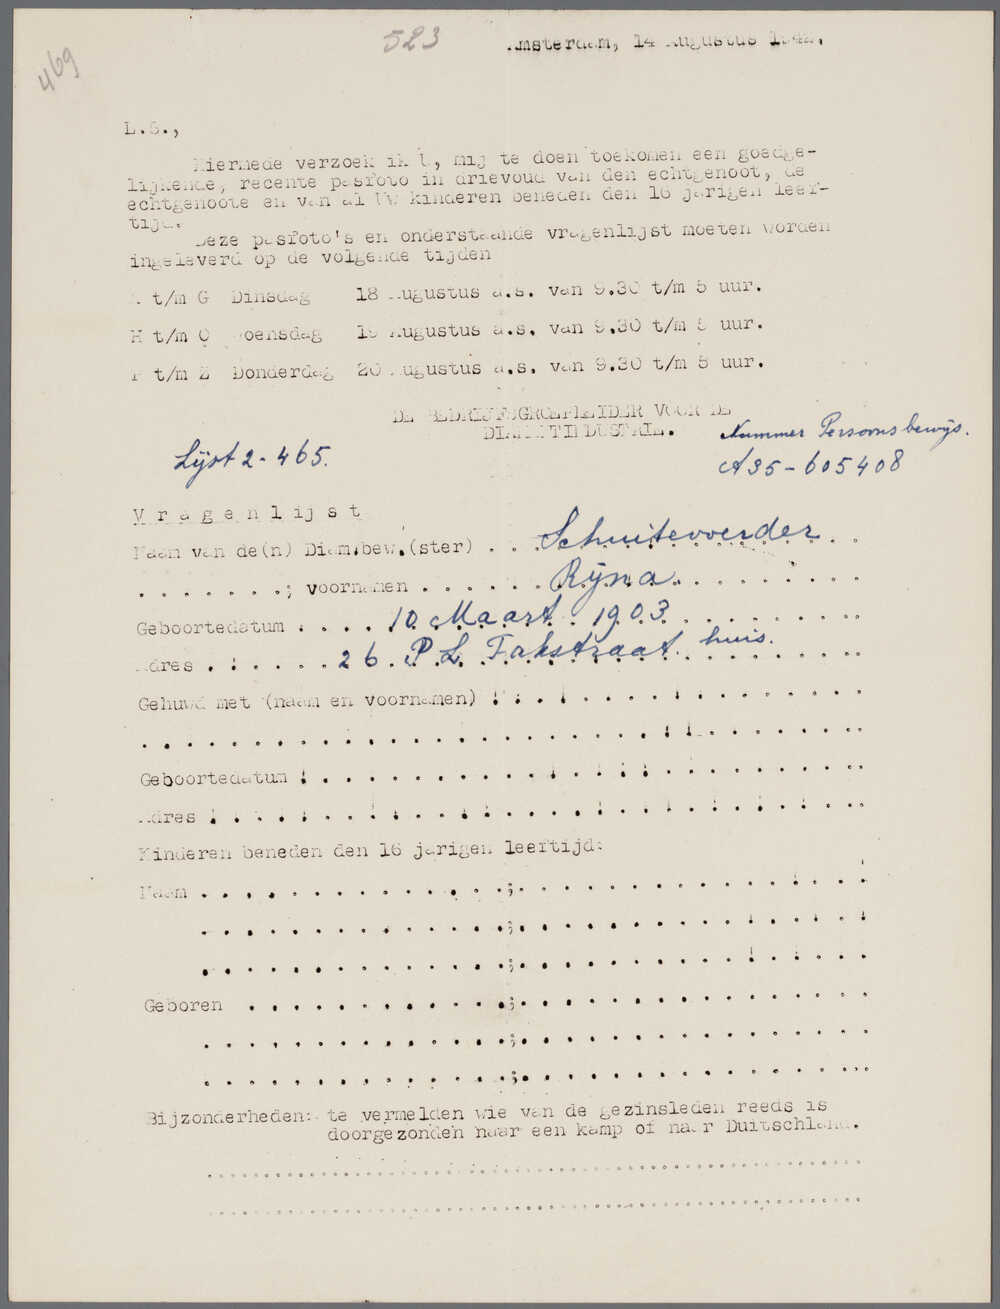 469
523
Amsterdam, 14 Augustus 1942.
L.S.,
Hiermede verzoek ik U, mij te doen toekomen een goedge-
lijkende, recente pasfoto in drievoud van den echtgenoot, de
echtgenoote en van al Uw kinderen beneden den 16 jarigen leef-
tijd.
Deze pasfoto's en onderstaande vragenlijst moeten worden
ingeleverd op de volgende tijden
A t/m G Dinsdag 18 Augustus a.s. van 9.30 t/m 5 uur.
H t/m O Woensdag 19 Augustus a.s. van 9.30 t/m 5 uur.
P t/m Z Donderdag 20 Augustus a.s. van 9.30 t/m 5 uur.
DE BEDRIJFSGROEPLEIDER VOOR DE
DIAMANTINDUSTRIE.
Nummer Persoonsbewijs.
Lijst 2 - 465.
A35-605408
Vragenlijst
Naam van de(n) Diam.bew.(ster) . . Schuitevoerder . .
. . . . . . . .; voornamen . . . . . . Rijna . . . . . . . .
Geboortedatum . . . . 10 Maart 1903 . . . . . . . .
Adres . . . . . . 26 P.L. Takstraat. huis.
Gehuwd met (naam en voornamen) . . . . . . . . . . . . . . . .
. . . . . . . . . . . . . . . . . . . . . . . . . . . . . . . . . . .
Geboortedatum . . . . . . . . . . . . . . . . . . . . . . . . . . .
Adres . . . . . . . . . . . . . . . . . . . . . . . . . . . . . . .
Kinderen beneden den 16 jarigen leeftijd:
Naam . . . . . . . . . . . . . . . .; . . . . . . . . . . . . . . . . . .
. . . . . . . . . . . . . . . .; . . . . . . . . . . . . . . . . . .
. . . . . . . . . . . . . . . .; . . . . . . . . . . . . . . . . . .
Geboren . . . . . . . . . . . . .; . . . . . . . . . . . . . . . . . .
. . . . . . . . . . . . . . . .; . . . . . . . . . . . . . . . . . .
. . . . . . . . . . . . . . . .; . . . . . . . . . . . . . . . . . .
Bijzonderheden: te vermelden wie van de gezinsleden reeds is
doorgezonden naar een kamp of naar Duitschland.
. . . . . . . . . . . . . . . . . . . . . . . . . . . . . . . . . . .
. . . . . . . . . . . . . . . . . . . . . . . . . . . . . . . . . . .